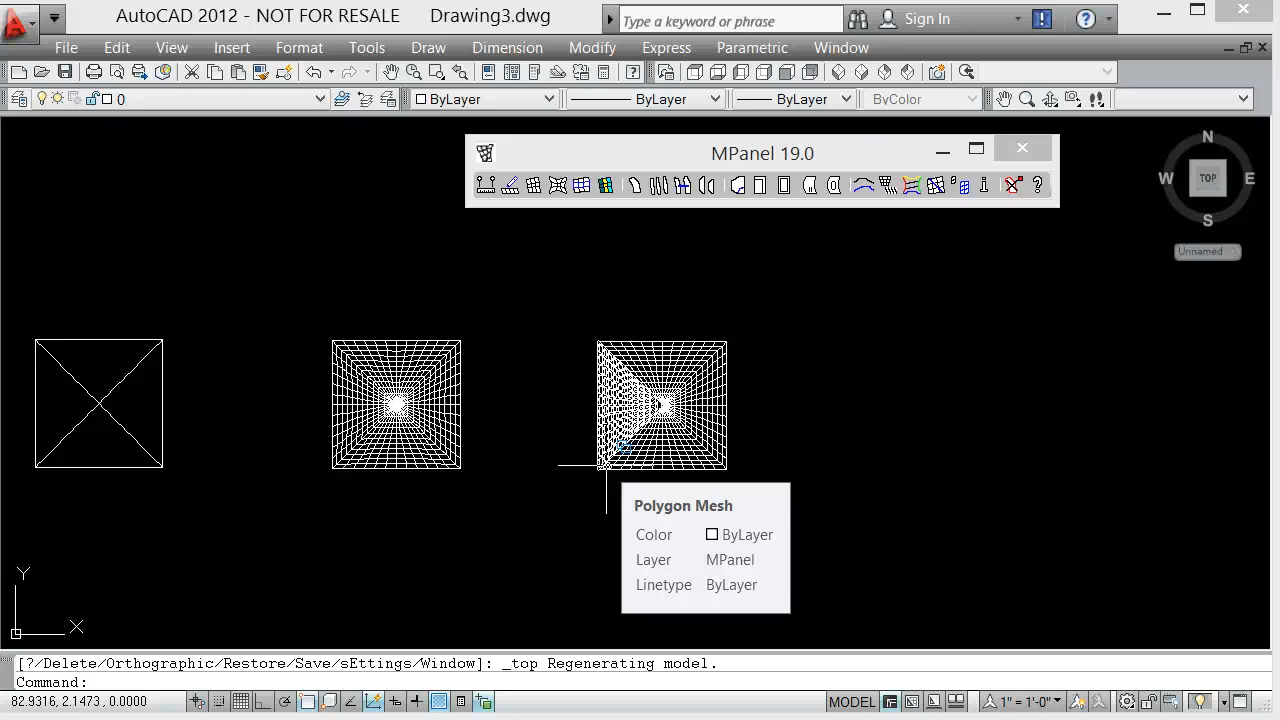 AutoCAD 2012 - NOT FOR RESALE Drawing3.dwg
Type a keyword or phrase
Sign In
File Edit View Insert Format Tools Draw Dimension Modify Express Parametric Window
0 ByLayer ByLayer ByLayer ByColor
MPanel 19.0
N
W TOP E
S
Unnamed
Polygon Mesh
Color ByLayer
Layer MPanel
Linetype ByLayer
Y
X
[?/Delete/Orthographic/Restore/Save/sEttings/Window]: _top Regenerating model.
Command:
82.9316, 2.1473, 0.0000
MODEL
1" = 1'-0"